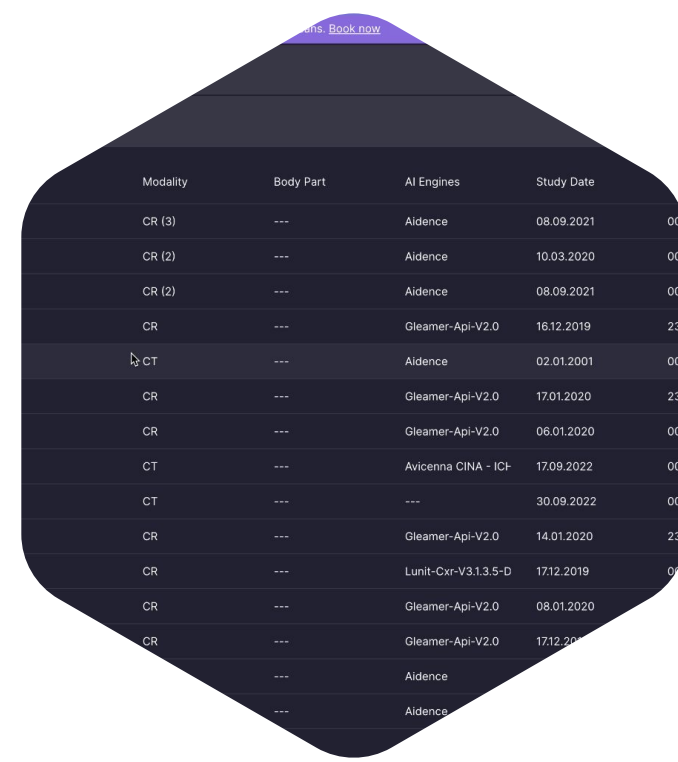 Book now
Modality Body Part AI Engines Study Date
CR (3) --- Aidence 08.09.2021
CR (2) --- Aidence 10.03.2020
CR (2) --- Aidence 08.09.2021
CR --- Gleamer-Api-V2.0 16.12.2019
CT --- Aidence 02.01.2001
CR --- Gleamer-Api-V2.0 17.01.2020
CR --- Gleamer-Api-V2.0 06.01.2020
CT --- Avicenna CINA - ICH 17.09.2022
CT --- --- 30.09.2022
CR --- Gleamer-Api-V2.0 14.01.2020
CR --- Lunit-Cxr-V3.1.3.5-D 17.12.2019
CR --- Gleamer-Api-V2.0 08.01.2020
CR --- Gleamer-Api-V2.0
--- Aidence
--- Aidence